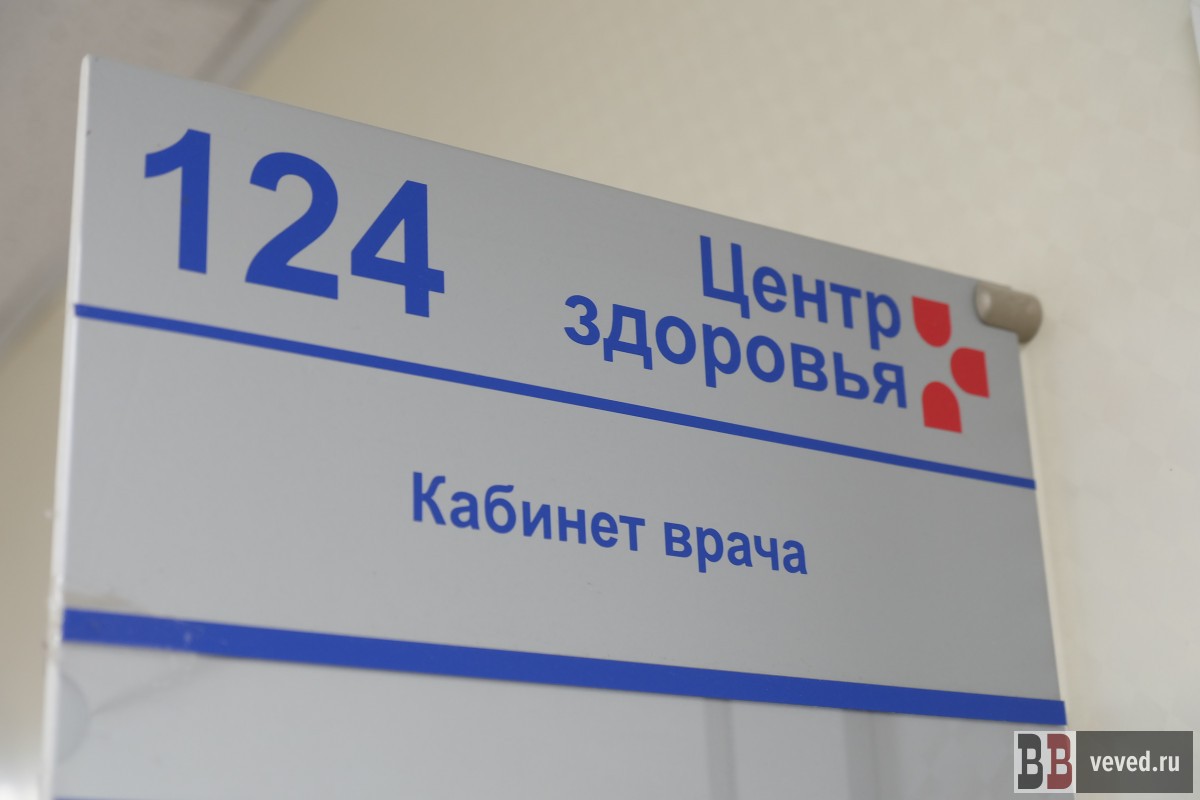 124
Центр
здоровья
Кабинет врача
BB veved.ru